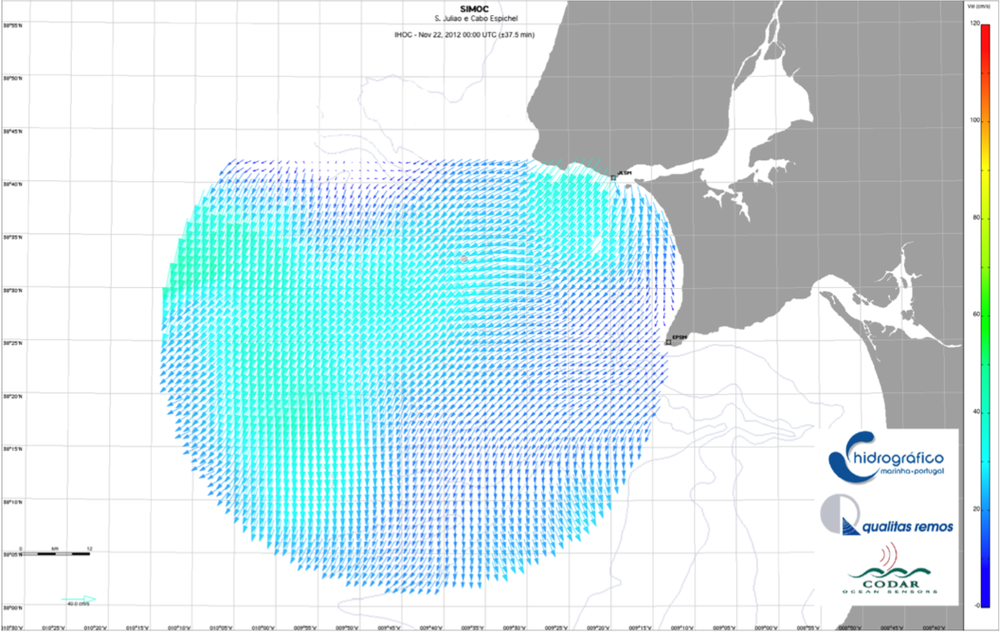 SIMOC
S. Juliao e Cabo Espichel
IHOC - Nov 22, 2012 00:00 UTC (±37.5 min)
Vel (cm/s)
120
100
80
60
40
20
-0
38°55'N
38°50'N
38°45'N
38°40'N
38°35'N
38°30'N
38°25'N
38°20'N
38°15'N
38°10'N
38°05'N
38°00'N
JLSM
EPSM
0 km 12
40.0 cm/s
hidrográfico
marinha-portugal
qualitas remos
CODAR
OCEAN SENSORS
010°30'V 010°25'V 010°20'V 010°15'V 010°10'V 010°05'V 010°00'V 009°55'V 009°50'V 009°45'V 009°40'V 009°35'V 009°30'V 009°25'V 009°20'V 009°15'V 009°10'V 009°05'V 009°00'V 008°55'V 008°50'V 008°45'V 008°40'V